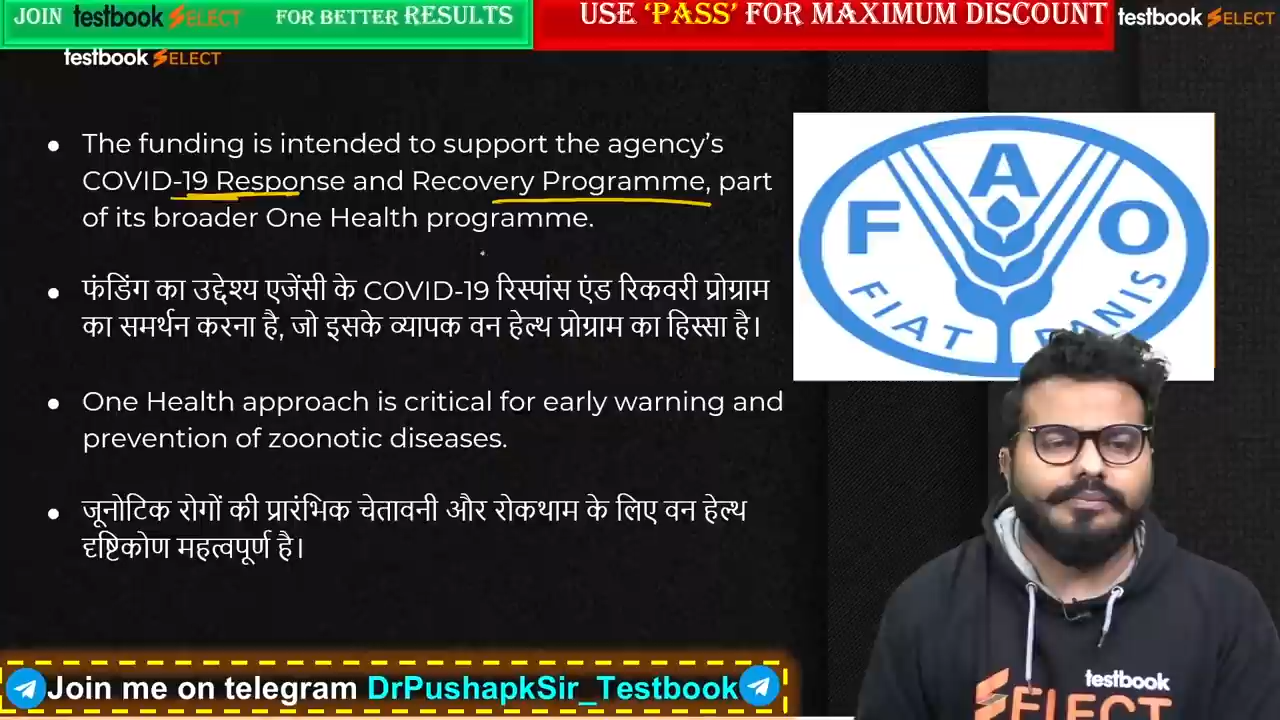 JOIN testbook SELECT FOR BETTER RESULTS
USE ‘PASS’ FOR MAXIMUM DISCOUNT
testbook SELECT
testbook SELECT
• The funding is intended to support the agency’s
COVID-19 Response and Recovery Programme, part
of its broader One Health programme.
• फंडिंग का उद्देश्य एजेंसी के COVID-19 रिस्पांस एंड रिकवरी प्रोग्राम
का समर्थन करना है, जो इसके व्यापक वन हेल्थ प्रोग्राम का हिस्सा है।
• One Health approach is critical for early warning and
prevention of zoonotic diseases.
• जूनोटिक रोगों की प्रारंभिक चेतावनी और रोकथाम के लिए वन हेल्थ
दृष्टिकोण महत्वपूर्ण है।
F A O
FIAT PANIS
testbook
SELECT
Join me on telegram DrPushapkSir_Testbook